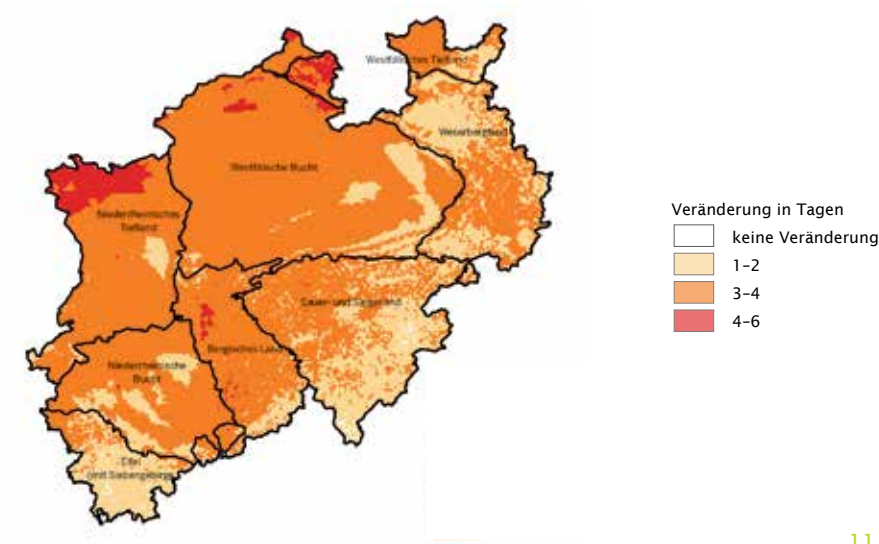 Westfälisches Tiefland
Weserbergland
Westfälische Bucht
Niederrheinisches
Tiefland
Sauer- und Siegerland
Bergisches Land
Niederrheinische
Bucht
Eifel
(mit Siebengebirge)
Veränderung in Tagen
keine Veränderung
1–2
3–4
4–6
11